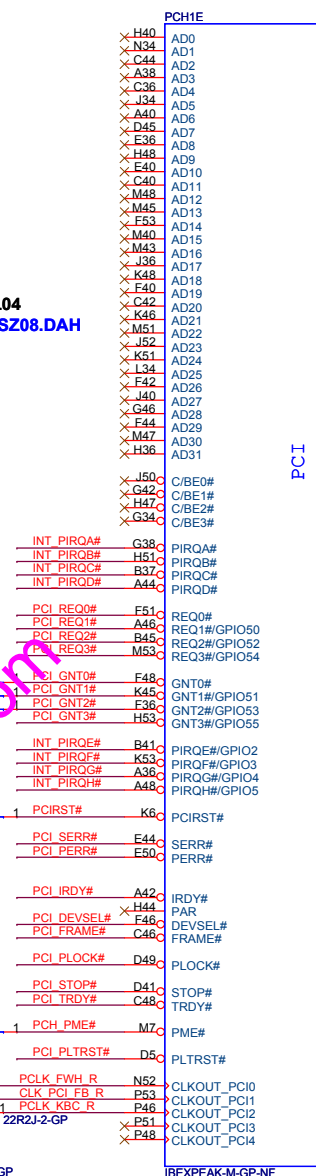 PCH1E
H40 AD0
N34 AD1
C44 AD2
A38 AD3
C36 AD4
J34 AD5
A40 AD6
D45 AD7
E36 AD8
H48 AD9
E40 AD10
C40 AD11
M48 AD12
M45 AD13
F53 AD14
M40 AD15
M43 AD16
J36 AD17
K48 AD18
F40 AD19
C42 AD20
K46 AD21
M51 AD22
J52 AD23
K51 AD24
L34 AD25
F42 AD26
J40 AD27
G46 AD28
F44 AD29
M47 AD30
H36 AD31
.04
SZ08.DAH
PCI
J50 C/BE0#
G42 C/BE1#
H47 C/BE2#
G34 C/BE3#
INT_PIRQA# G38 PIRQA#
INT_PIRQB# H51 PIRQB#
INT_PIRQC# B37 PIRQC#
INT_PIRQD# A44 PIRQD#
PCI_REQ0# F51 REQ0#
PCI_REQ1# A46 REQ1#/GPIO50
PCI_REQ2# B45 REQ2#/GPIO52
PCI_REQ3# M53 REQ3#/GPIO54
PCI_GNT0# F48 GNT0#
PCI_GNT1# K45 GNT1#/GPIO51
PCI_GNT2# F36 GNT2#/GPIO53
PCI_GNT3# H53 GNT3#/GPIO55
om
INT_PIRQE# B41 PIRQE#/GPIO2
INT_PIRQF# K53 PIRQF#/GPIO3
INT_PIRQG# A36 PIRQG#/GPIO4
INT_PIRQH# A48 PIRQH#/GPIO5
1 PCIRST# K6 PCIRST#
PCI_SERR# E44 SERR#
PCI_PERR# E50 PERR#
PCI_IRDY# A42 IRDY#
H44 PAR
PCI_DEVSEL# F46 DEVSEL#
PCI_FRAME# C46 FRAME#
PCI_PLOCK# D49 PLOCK#
PCI_STOP# D41 STOP#
PCI_TRDY# C48 TRDY#
1 PCH_PME# M7 PME#
PCI_PLTRST# D5 PLTRST#
PCLK_FWH_R N52 CLKOUT_PCI0
CLK_PCI_FB_R P53 CLKOUT_PCI1
1 PCLK_KBC_R P46 CLKOUT_PCI2
22R2J-2-GP P51 CLKOUT_PCI3
P48 CLKOUT_PCI4
GP
IBEXPEAK-M-GP-NF